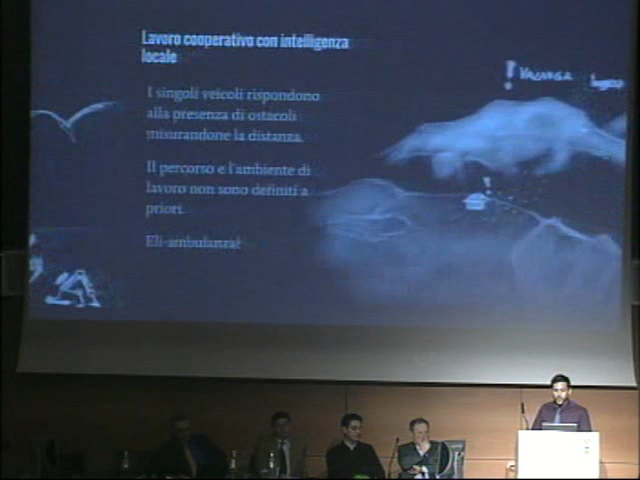 Lavoro cooperativo con intelligenza
locale
I singoli veicoli rispondono
alla presenza di ostacoli
misurandone la distanza.
Il percorso e l'ambiente di
lavoro non sono definiti a
priori.
Eli-ambulanza!